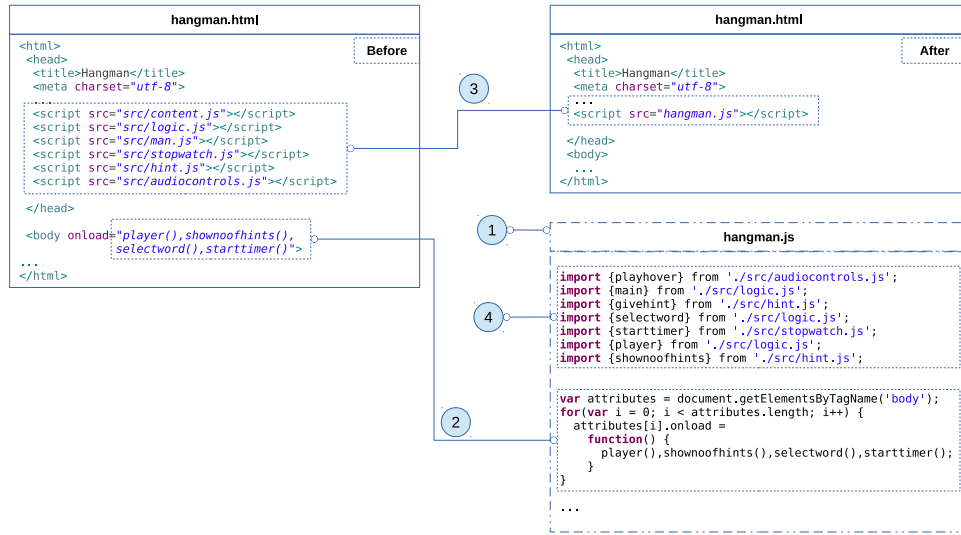 hangman.html
Before
<html>
<head>
<title>Hangman</title>
<meta charset="utf-8">
...
<script src="src/content.js"></script>
<script src="src/logic.js"></script>
<script src="src/man.js"></script>
<script src="src/stopwatch.js"></script>
<script src="src/hint.js"></script>
<script src="src/audiocontrols.js"></script>
</head>
<body onload="player(),shownoofhints(),
selectword(),starttimer()">
...
</html>
3
hangman.html
After
<html>
<head>
<title>Hangman</title>
<meta charset="utf-8">
...
<script src="hangman.js"></script>
</head>
<body>
...
</html>
1
hangman.js
4
import {playhover} from './src/audiocontrols.js';
import {main} from './src/logic.js';
import {givehint} from './src/hint.js';
import {selectword} from './src/logic.js';
import {starttimer} from './src/stopwatch.js';
import {player} from './src/logic.js';
import {shownoofhints} from './src/hint.js';
2
var attributes = document.getElementsByTagName('body');
for(var i = 0; i < attributes.length; i++) {
attributes[i].onload =
function() {
player(),shownoofhints(),selectword(),starttimer();
}
}
...